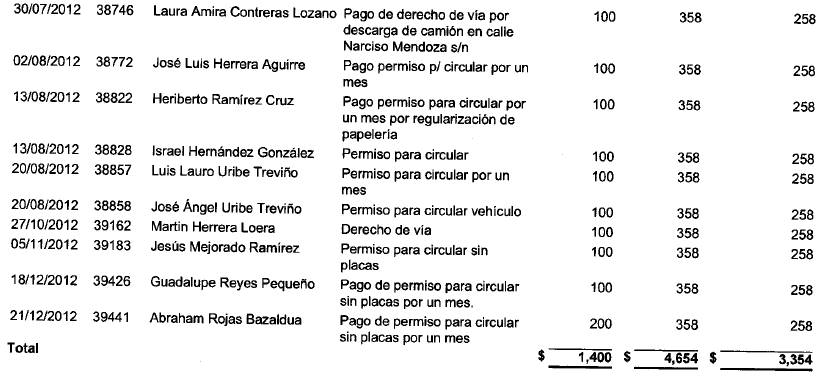 30/07/2012 38746 Laura Amira Contreras Lozano Pago de derecho de vía por 100 358 258
descarga de camión en calle
Narciso Mendoza s/n
02/08/2012 38772 José Luis Herrera Aguirre Pago permiso p/ circular por un 100 358 258
mes
13/08/2012 38822 Heriberto Ramírez Cruz Pago permiso para circular por 100 358 258
un mes por regularización de
papelería
13/08/2012 38828 Israel Hernández González Permiso para circular 100 358 258
20/08/2012 38857 Luis Lauro Uribe Treviño Permiso para circular por un 100 358 258
mes
20/08/2012 38858 José Ángel Uribe Treviño Permiso para circular vehículo 100 358 258
27/10/2012 39162 Martin Herrera Loera Derecho de vía 100 358 258
05/11/2012 39183 Jesús Mejorado Ramírez Permiso para circular sin 100 358 258
placas
18/12/2012 39426 Guadalupe Reyes Pequeño Pago de permiso para circular 100 358 258
sin placas por un mes.
21/12/2012 39441 Abraham Rojas Bazaldua Pago de permiso para circular 200 358 258
sin placas por un mes
Total $ 1,400 $ 4,654 $ 3,354